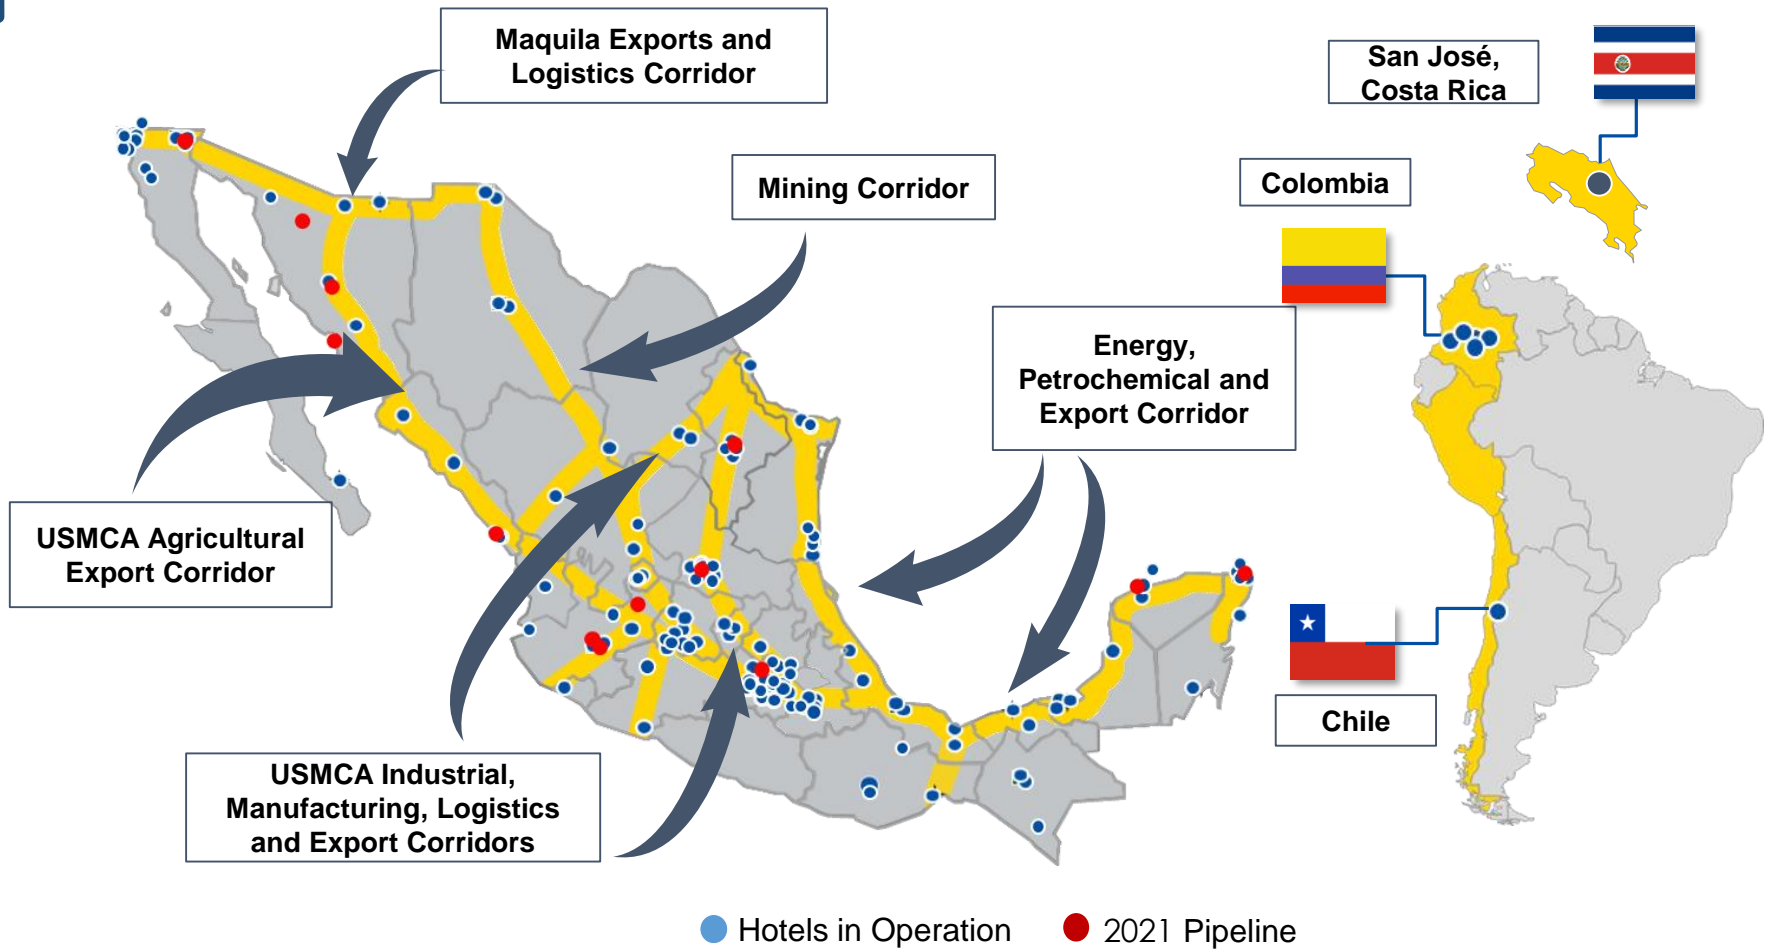 Maquila Exports and
Logistics Corridor
San José,
Costa Rica
Mining Corridor
Colombia
Energy,
Petrochemical and
Export Corridor
USMCA Agricultural
Export Corridor
Chile
USMCA Industrial,
Manufacturing, Logistics
and Export Corridors
Hotels in Operation
2021 Pipeline